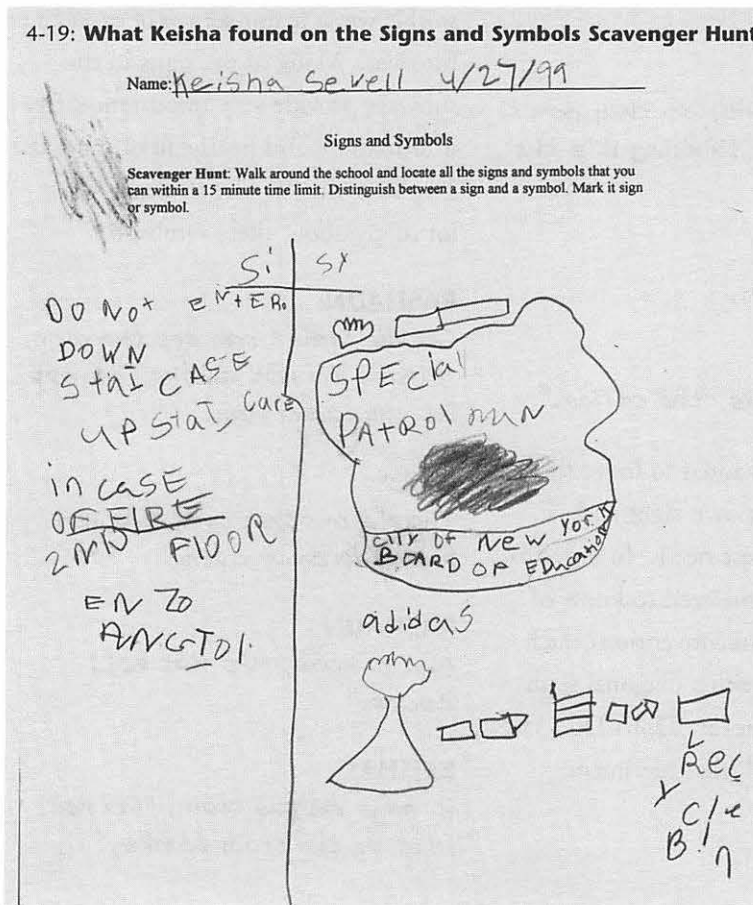 4-19: What Keisha found on the Signs and Symbols Scavenger Hunt
Name: Keisha Sevell 4/27/99
Signs and Symbols
Scavenger Hunt: Walk around the school and locate all the signs and symbols that you
can within a 15 minute time limit. Distinguish between a sign and a symbol. Mark it sign
or symbol.
Si
Sy
DO NOt ENtER.
DOWN
StaI CASE
UP StaI, Care
in CASE
OF FIRE
2ND FLOOR
ENZO
SPECial
PAtROl
City OF New York
BOARD OF EDucation
adidas
Rec
y
Cle
Bin